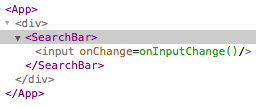 <App>
▼ <div>
▼ <SearchBar>
<input onChange=onInputChange()/>
</SearchBar>
</div>
</App>